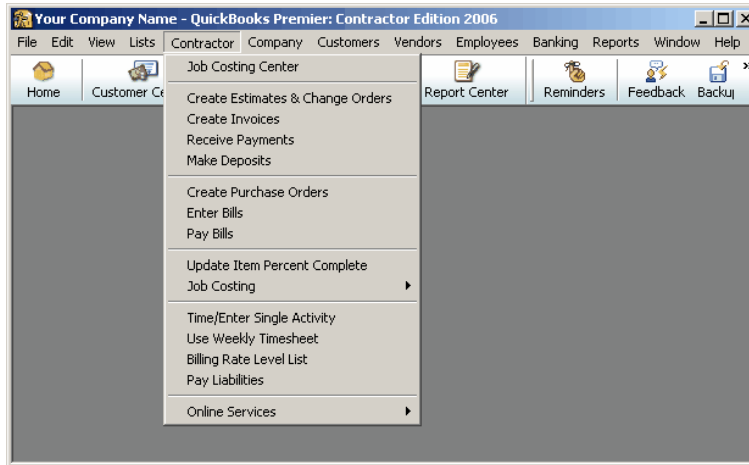 Your Company Name - QuickBooks Premier: Contractor Edition 2006
File Edit View Lists Contractor Company Customers Vendors Employees Banking Reports Window Help
Home Customer Ce Report Center Reminders Feedback Backup
Job Costing Center
Create Estimates & Change Orders
Create Invoices
Receive Payments
Make Deposits
Create Purchase Orders
Enter Bills
Pay Bills
Update Item Percent Complete
Job Costing
Time/Enter Single Activity
Use Weekly Timesheet
Billing Rate Level List
Pay Liabilities
Online Services